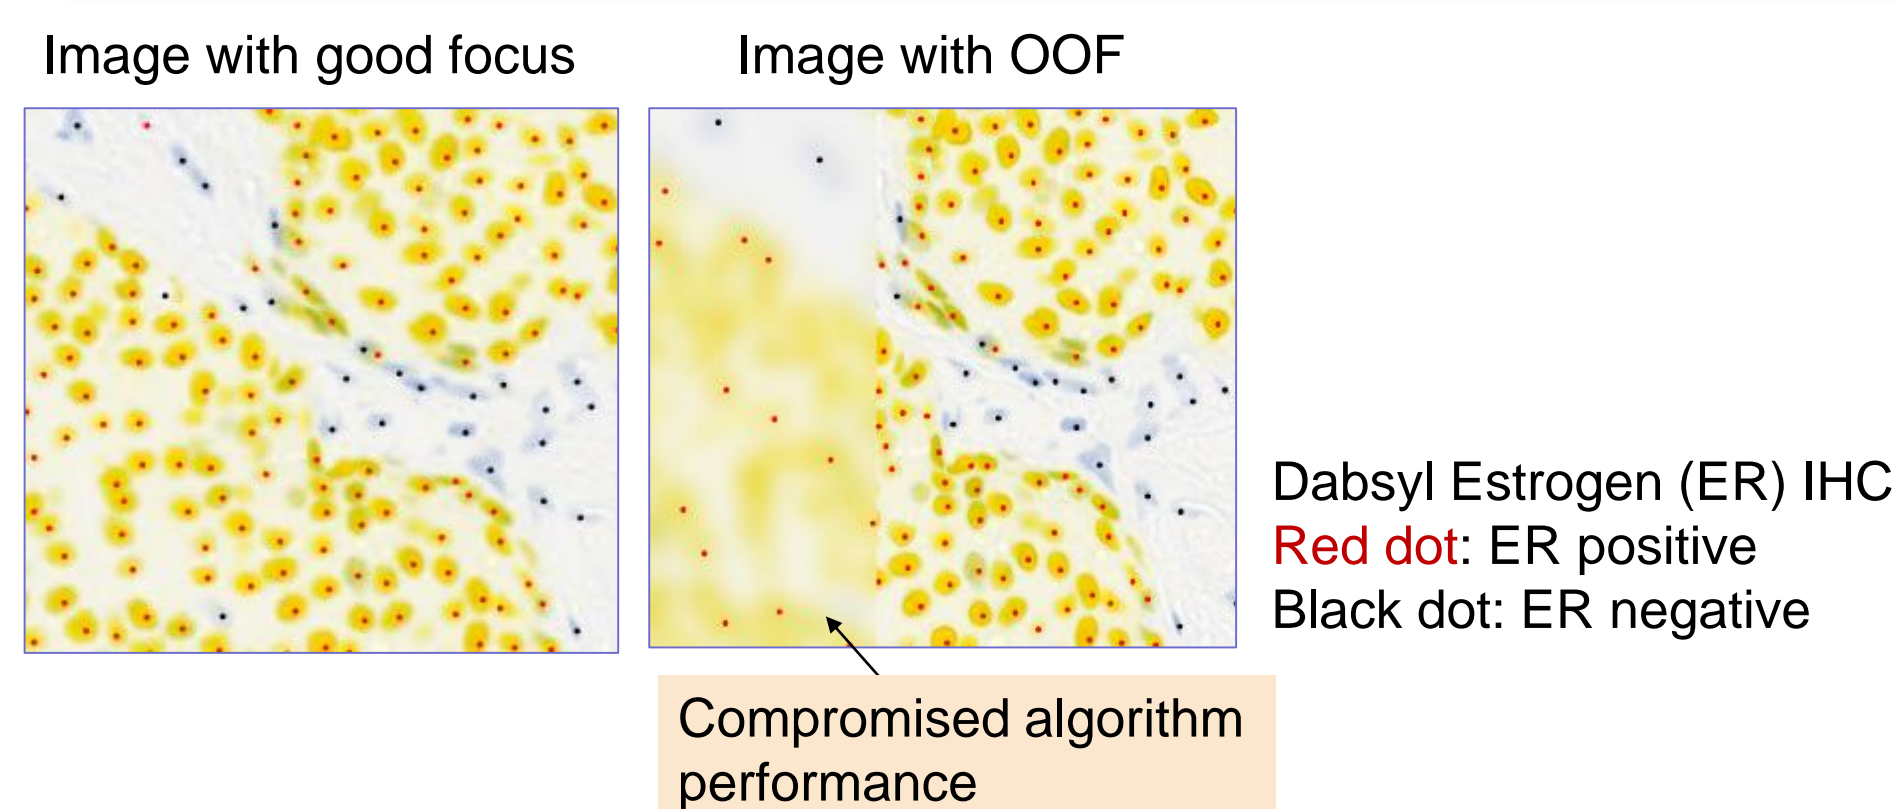 Image with good focus
Image with OOF
Dabsyl Estrogen (ER) IHC
Red dot: ER positive
Black dot: ER negative
Compromised algorithm
performance